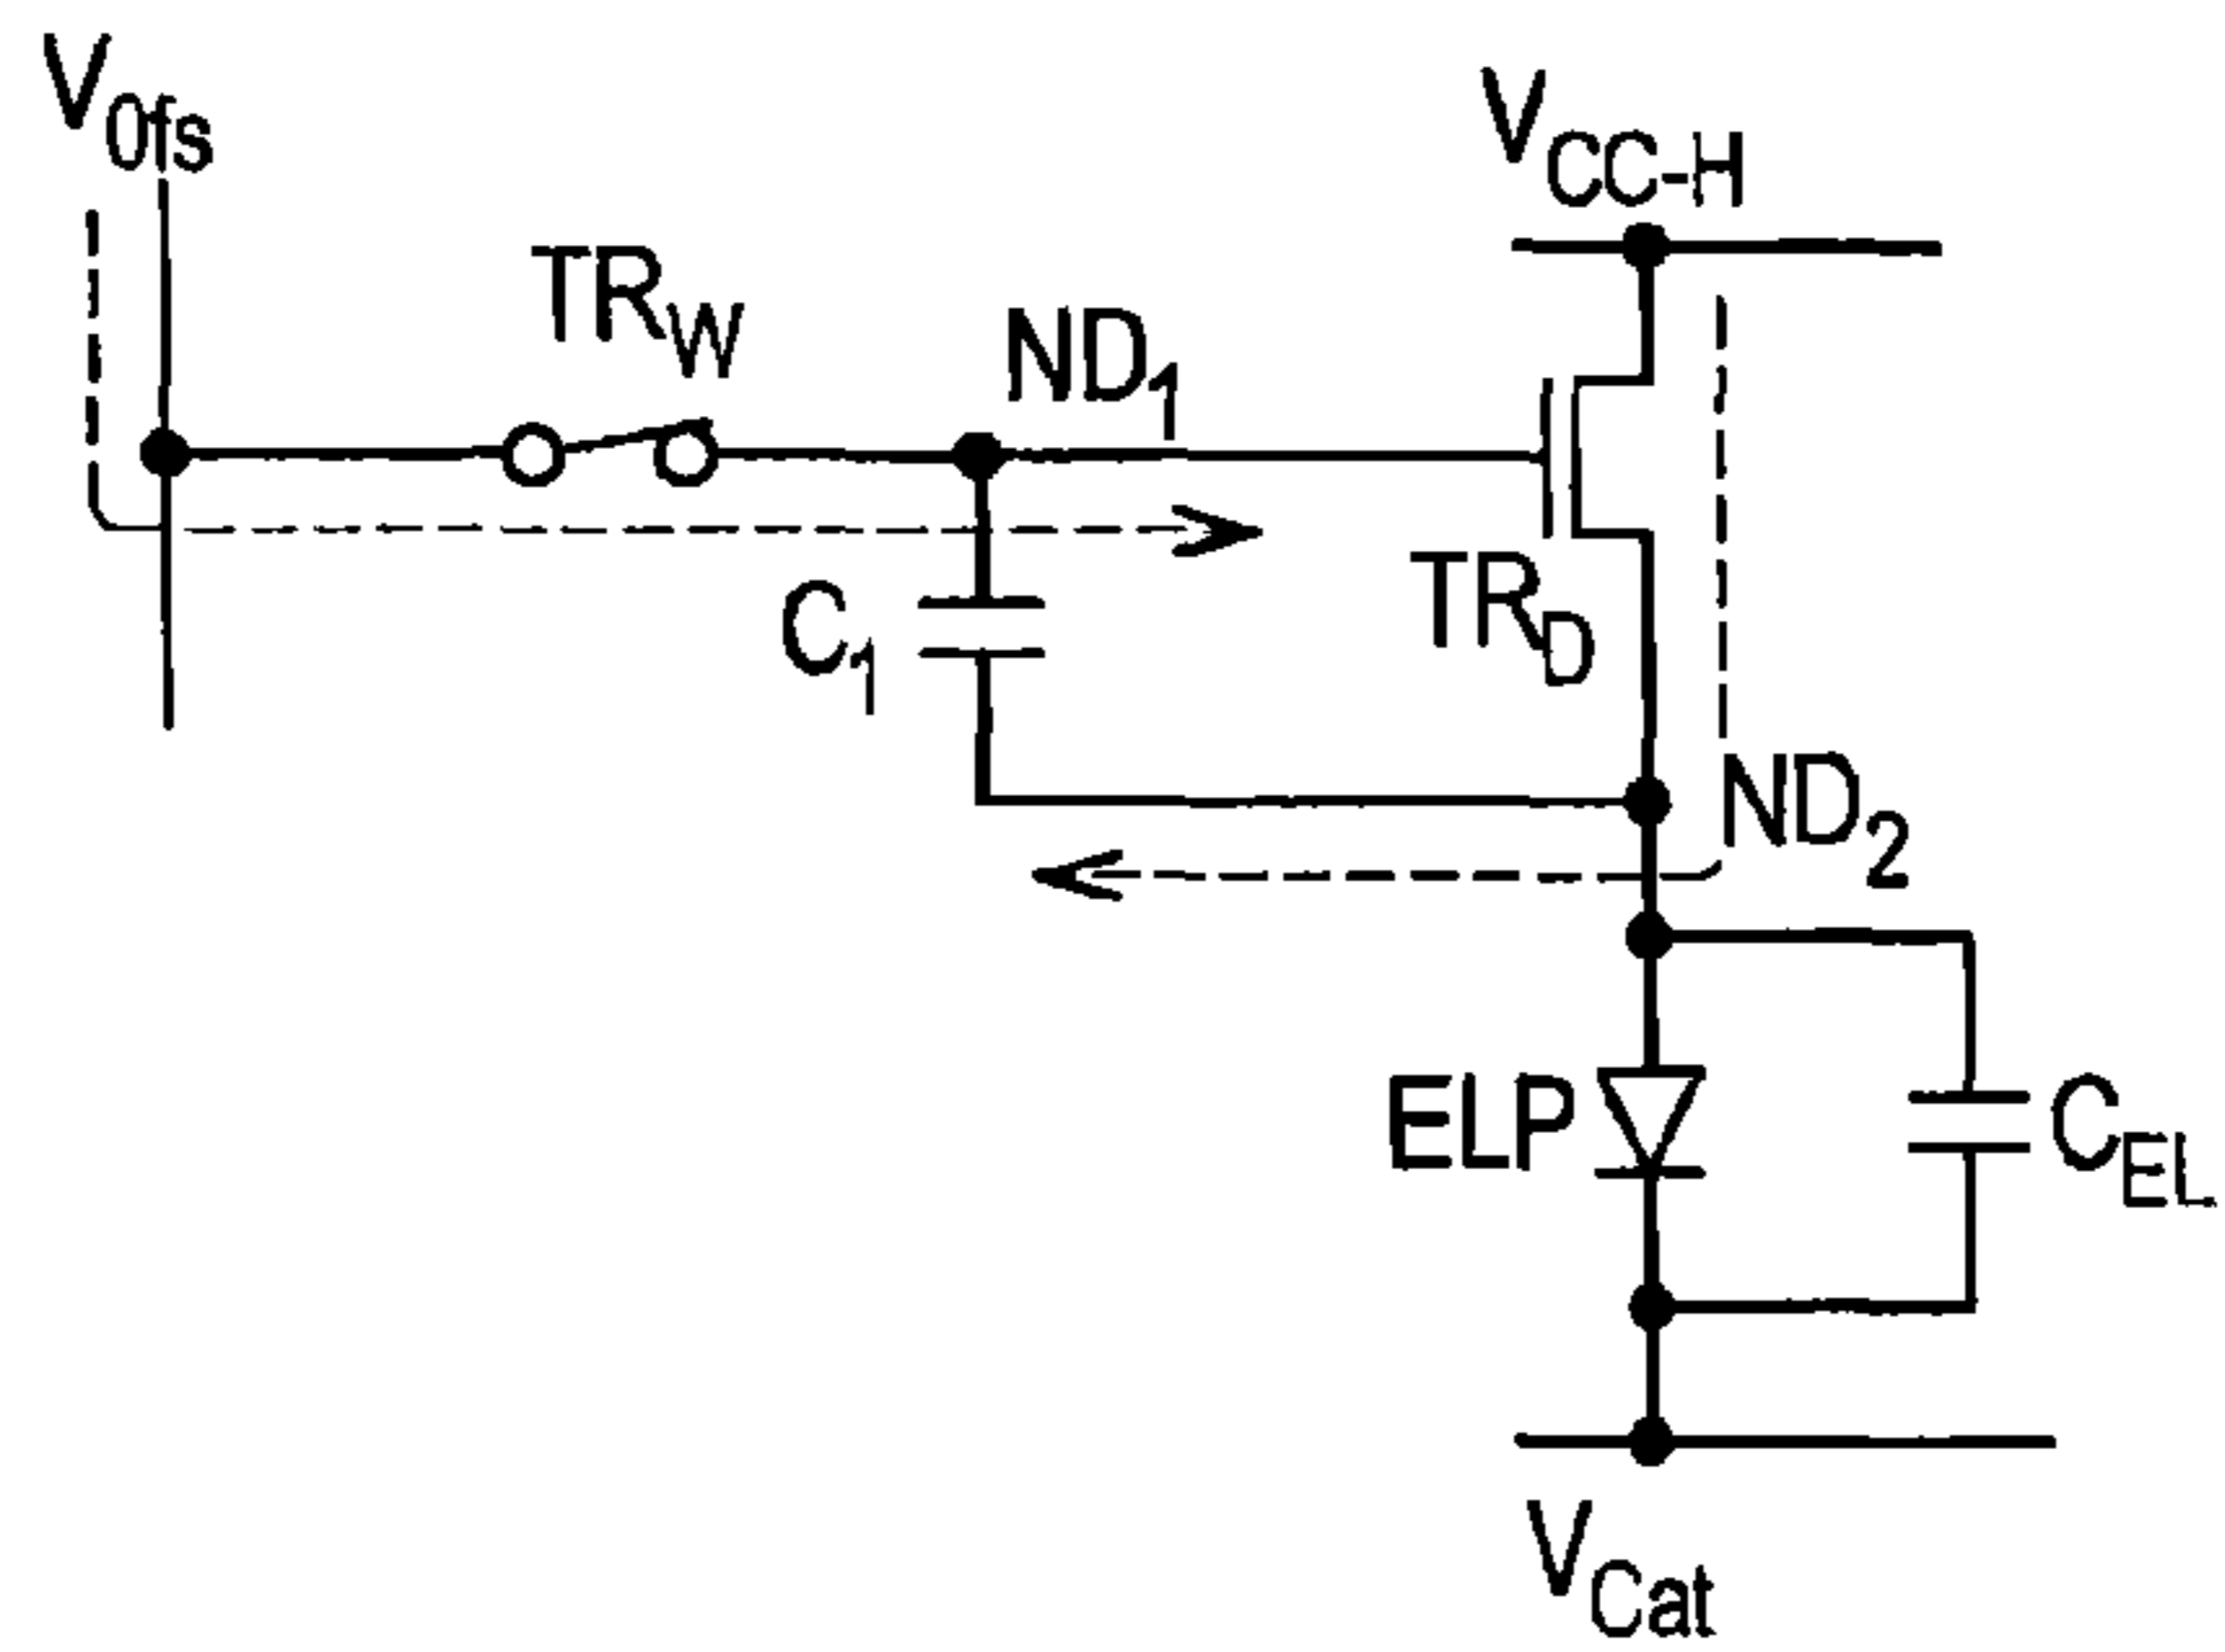 V0fs
VCC-H
TRW
ND1
C1
TRD
ND2
ELP
CEL
VCat